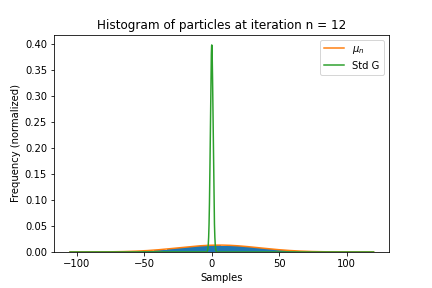 Histogram of particles at iteration n = 12
Frequency (normalized)
0.40
0.35
0.30
0.25
0.20
0.15
0.10
0.05
0.00
μn
Std G
−100
−50
0
50
100
Samples